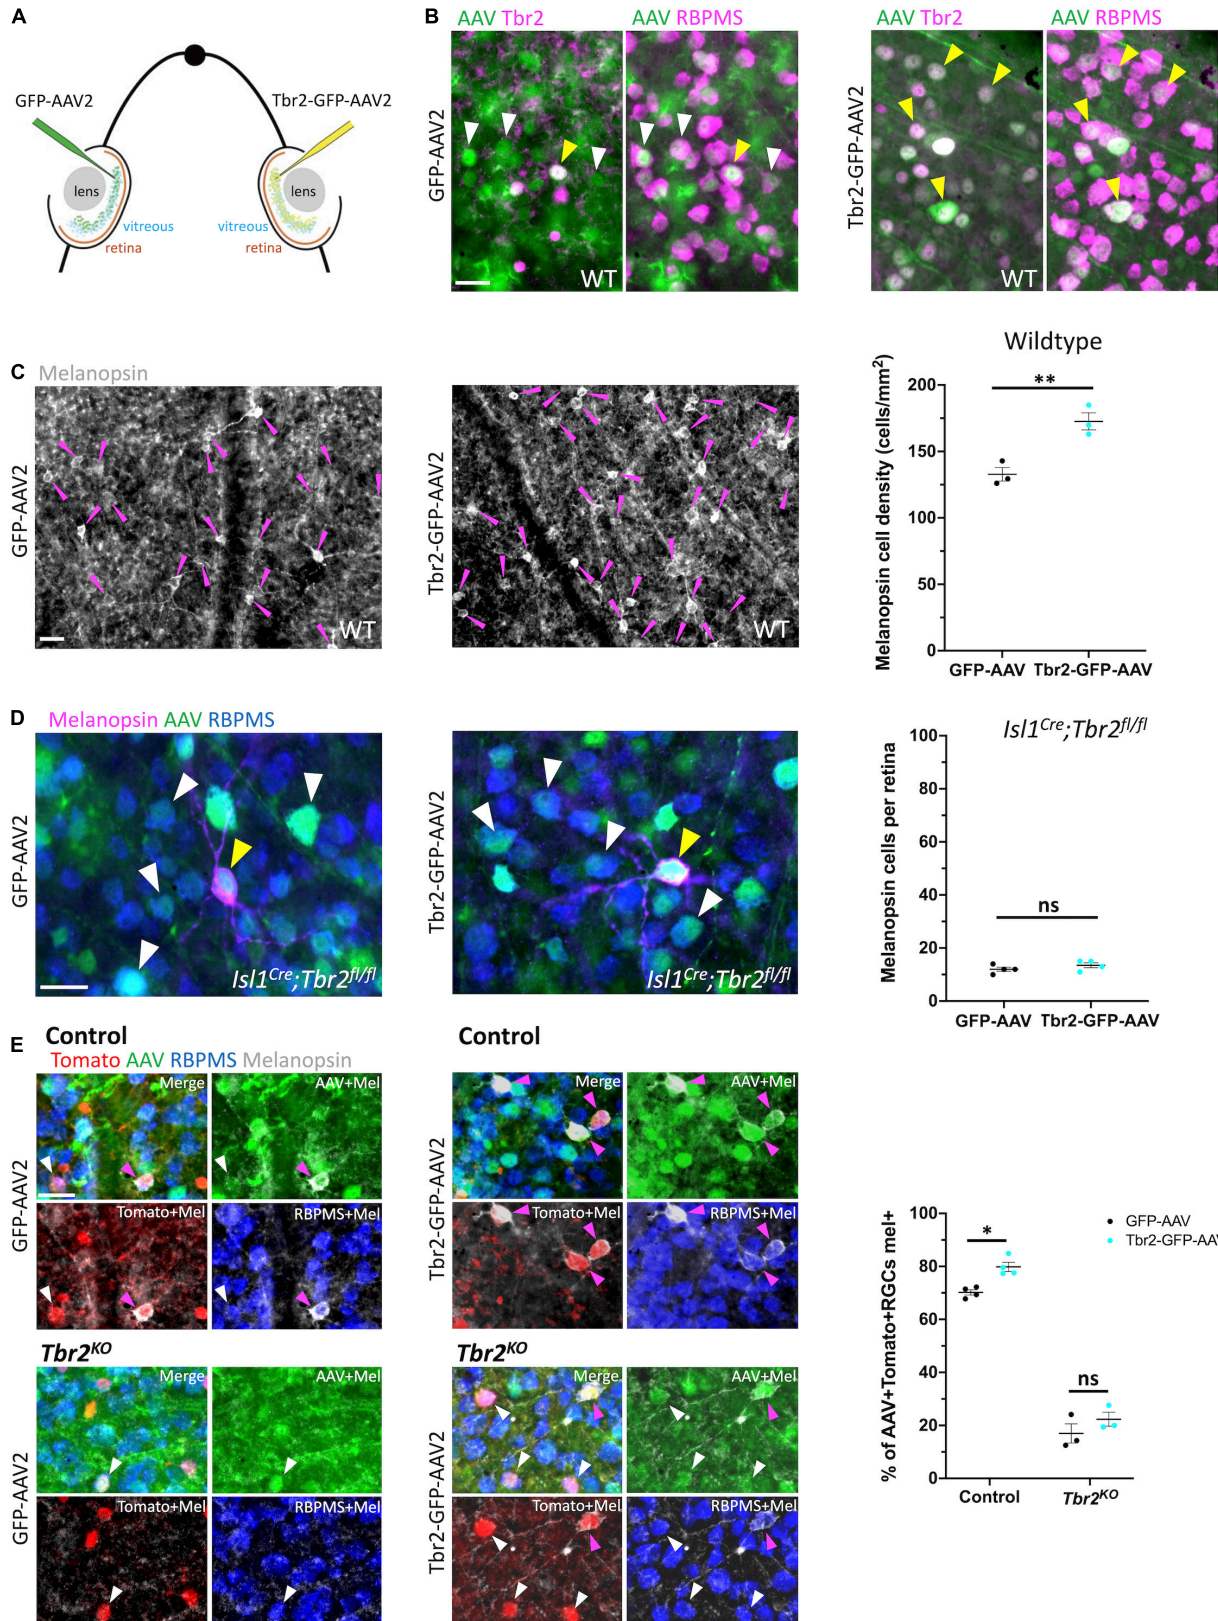 A
GFP-AAV2
Tbr2-GFP-AAV2
lens
lens
vitreous
vitreous
retina
retina
B
AAV Tbr2
AAV RBPMS
AAV Tbr2
AAV RBPMS
GFP-AAV2
WT
Tbr2-GFP-AAV2
WT
C
Melanopsin
GFP-AAV2
WT
Tbr2-GFP-AAV2
WT
Wildtype
Melanopsin cell density (cells/mm²)
200
150
100
50
0
**
GFP-AAV
Tbr2-GFP-AAV
D
Melanopsin AAV RBPMS
GFP-AAV2
Isl1Cre;Tbr2fl/fl
Tbr2-GFP-AAV2
Isl1Cre;Tbr2fl/fl
Isl1Cre;Tbr2fl/fl
Melanopsin cells per retina
100
80
60
40
20
0
ns
GFP-AAV
Tbr2-GFP-AAV
E
Control
Tomato AAV RBPMS Melanopsin
GFP-AAV2
Merge
AAV+Mel
Tomato+Mel
RBPMS+Mel
Control
Tbr2-GFP-AAV2
Merge
AAV+Mel
Tomato+Mel
RBPMS+Mel
Tbr2KO
GFP-AAV2
Merge
AAV+Mel
Tomato+Mel
RBPMS+Mel
Tbr2KO
Tbr2-GFP-AAV2
Merge
AAV+Mel
Tomato+Mel
RBPMS+Mel
% of AAV+Tomato+RGCs mel+
100
80
60
40
20
0
*
ns
GFP-AAV
Tbr2-GFP-AAV
Control
Tbr2KO